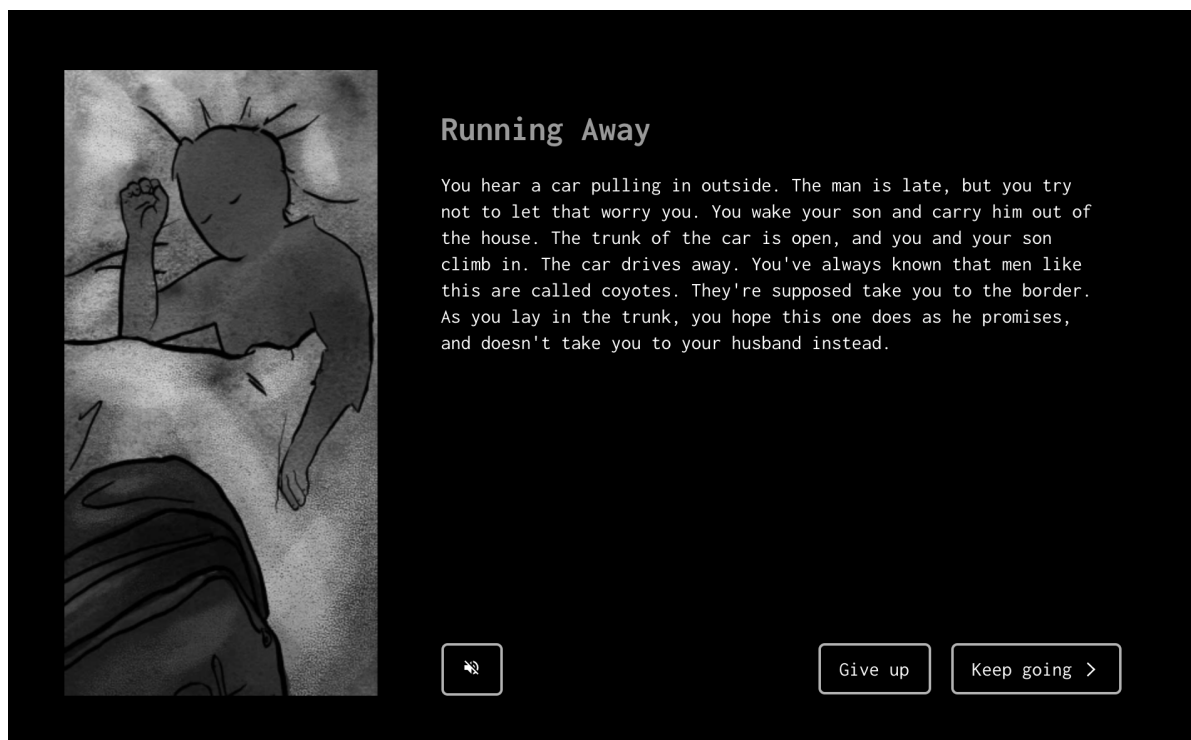 Running Away
You hear a car pulling in outside. The man is late, but you try
not to let that worry you. You wake your son and carry him out of
the house. The trunk of the car is open, and you and your son
climb in. The car drives away. You've always known that men like
this are called coyotes. They're supposed take you to the border.
As you lay in the trunk, you hope this one does as he promises,
and doesn't take you to your husband instead.
Give up
Keep going